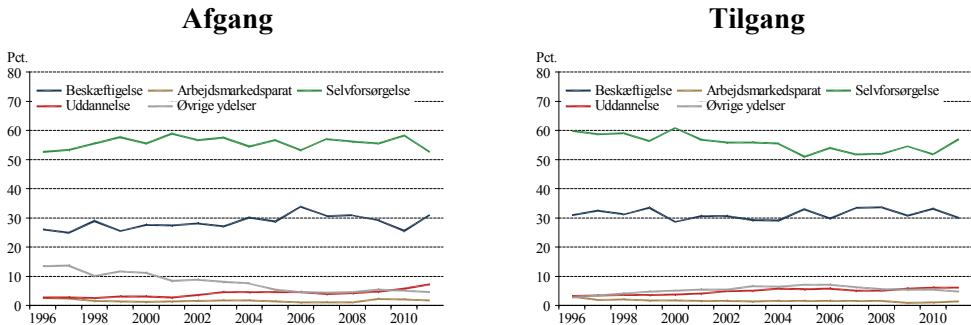 Afgang
Pct.
80
70
60
50
40
30
20
10
0
Beskæftigelse
Arbejdsmarkedsparat
Selvforsørgelse
Uddannelse
Øvrige ydelser
1996 1998 2000 2002 2004 2006 2008 2010
Tilgang
Pct.
80
70
60
50
40
30
20
10
0
Beskæftigelse
Arbejdsmarkedsparat
Selvforsørgelse
Uddannelse
Øvrige ydelser
1996 1998 2000 2002 2004 2006 2008 2010